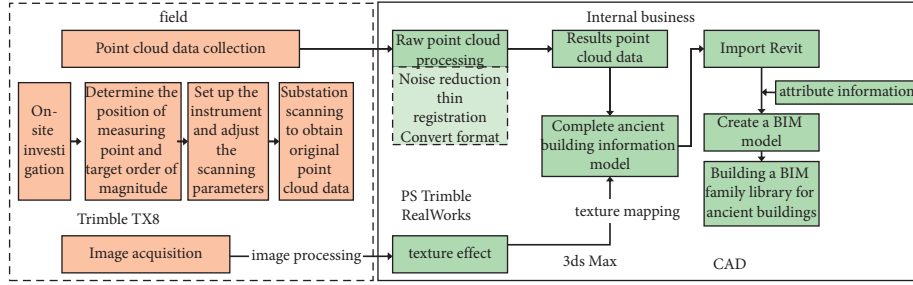 field
Point cloud data collection
On-
site
investi
gation
Determine the
position of
measuring
point and
target order of
magnitude
Set up the
instrument
and adjust
the
scanning
parameters
Substation
scanning
to obtain
original
point cloud
data
Trimble TX8
Image acquisition
image processing
Internal business
Raw point cloud
processing
Noise reduction
thin
registration
Convert format
Results point
cloud data
Import Revit
attribute information
Complete ancient
building information
model
Create a BIM
model
Building a BIM
family library for
ancient buildings
PS Trimble
RealWorks
texture mapping
texture effect
3ds Max
CAD